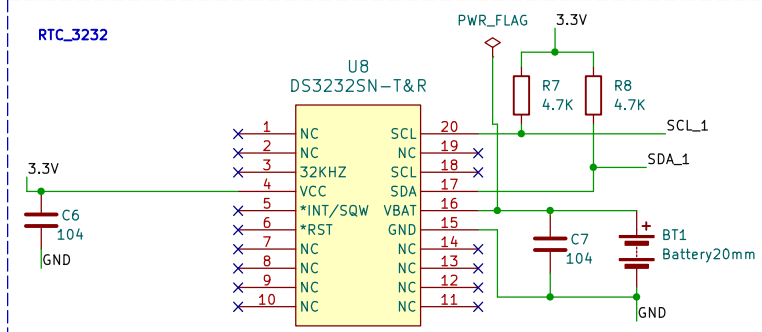 PWR_FLAG
3.3V
RTC_3232
U8
DS3232SN-T&R
R7
4.7K
R8
4.7K
1 NC
SCL 20
SCL_1
2 NC
NC 19
3 32KHZ
SCL 18
SDA_1
3.3V
4 VCC
SDA 17
5 *INT/SQW
VBAT 16
C6
104
6 *RST
GND 15
7 NC
NC 14
C7
104
BT1
Battery20mm
GND
8 NC
NC 13
9 NC
NC 12
10 NC
NC 11
GND